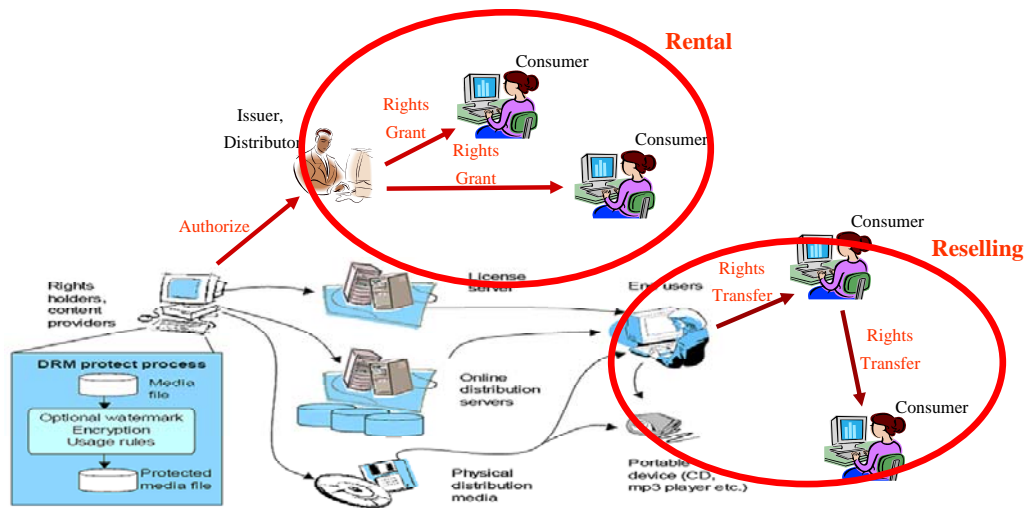 Rental
Consumer
Issuer,
Distributor
Rights
Grant
Consumer
Rights
Grant
Authorize
Consumer
Reselling
Rights
holders,
content
providers
License
server
End users
Rights
Transfer
Rights
Transfer
DRM protect process
Media
file
Optional watermark
Encryption
Usage rules
Protected
media file
Online
distribution
servers
Consumer
Physical
distribution
media
Portable
device (CD,
mp3 player etc.)